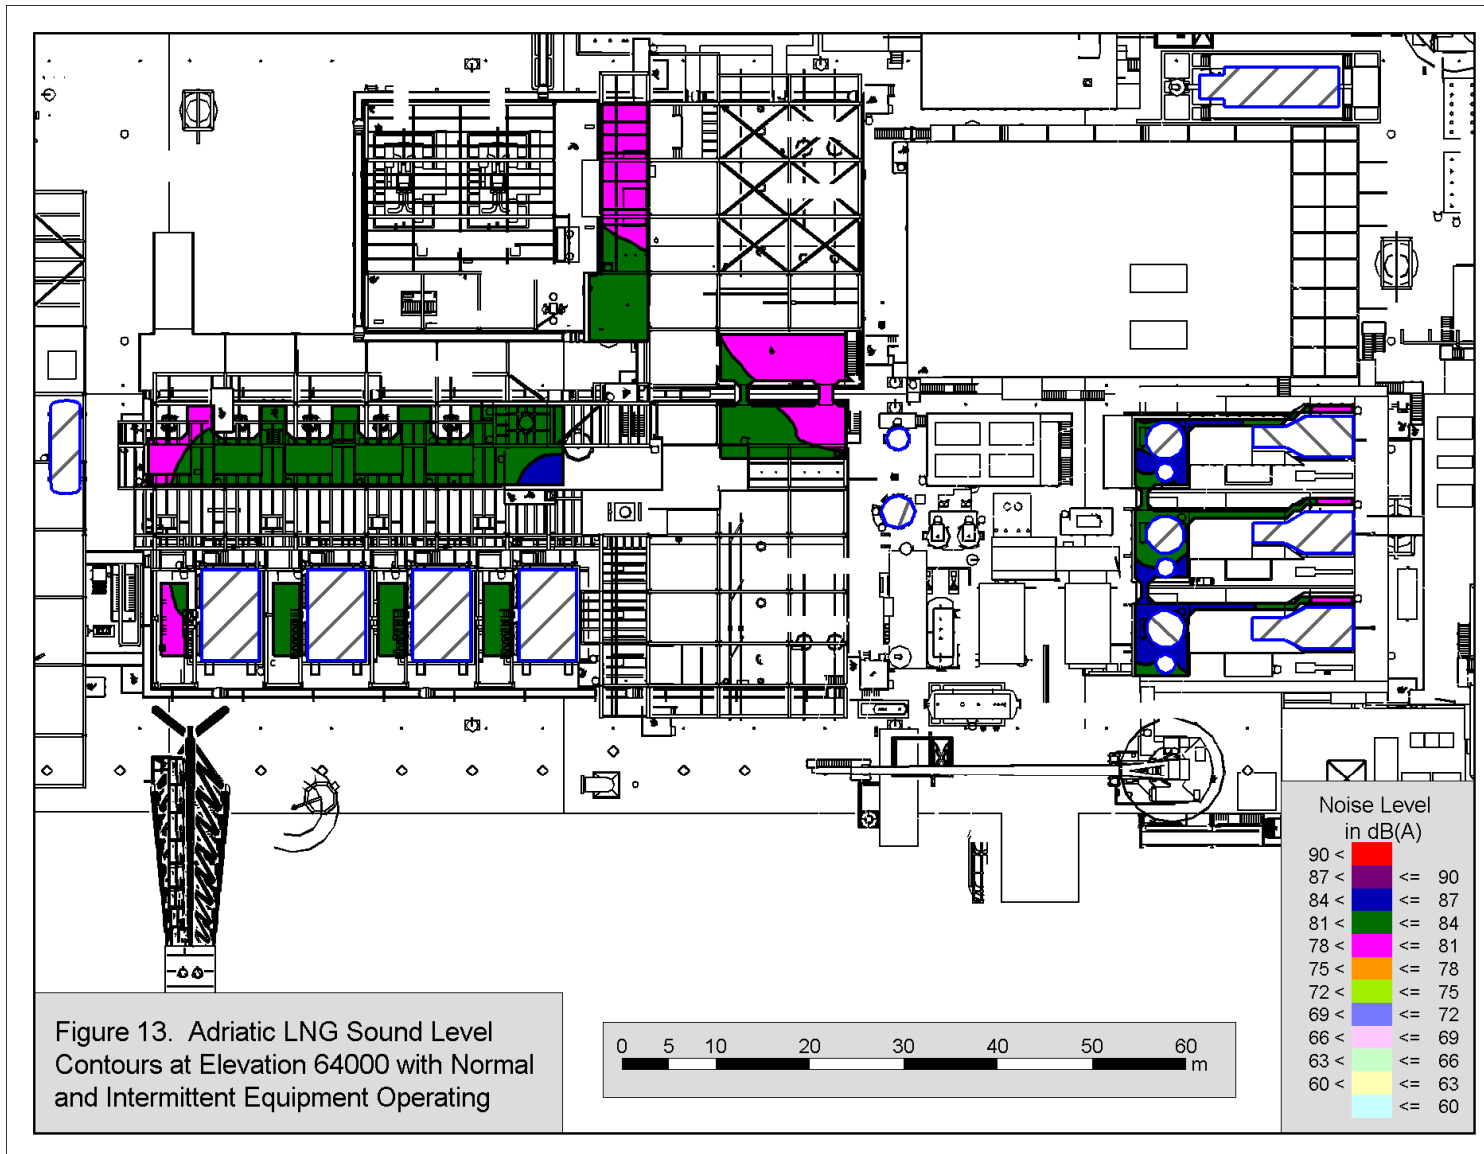 Noise Level
in dB(A)
90 <
87 < <= 90
84 < <= 87
81 < <= 84
78 < <= 81
75 < <= 78
72 < <= 75
69 < <= 72
66 < <= 69
63 < <= 66
60 < <= 63
<= 60
Figure 13. Adriatic LNG Sound Level
Contours at Elevation 64000 with Normal
and Intermittent Equipment Operating
0 5 10 20 30 40 50 60
m